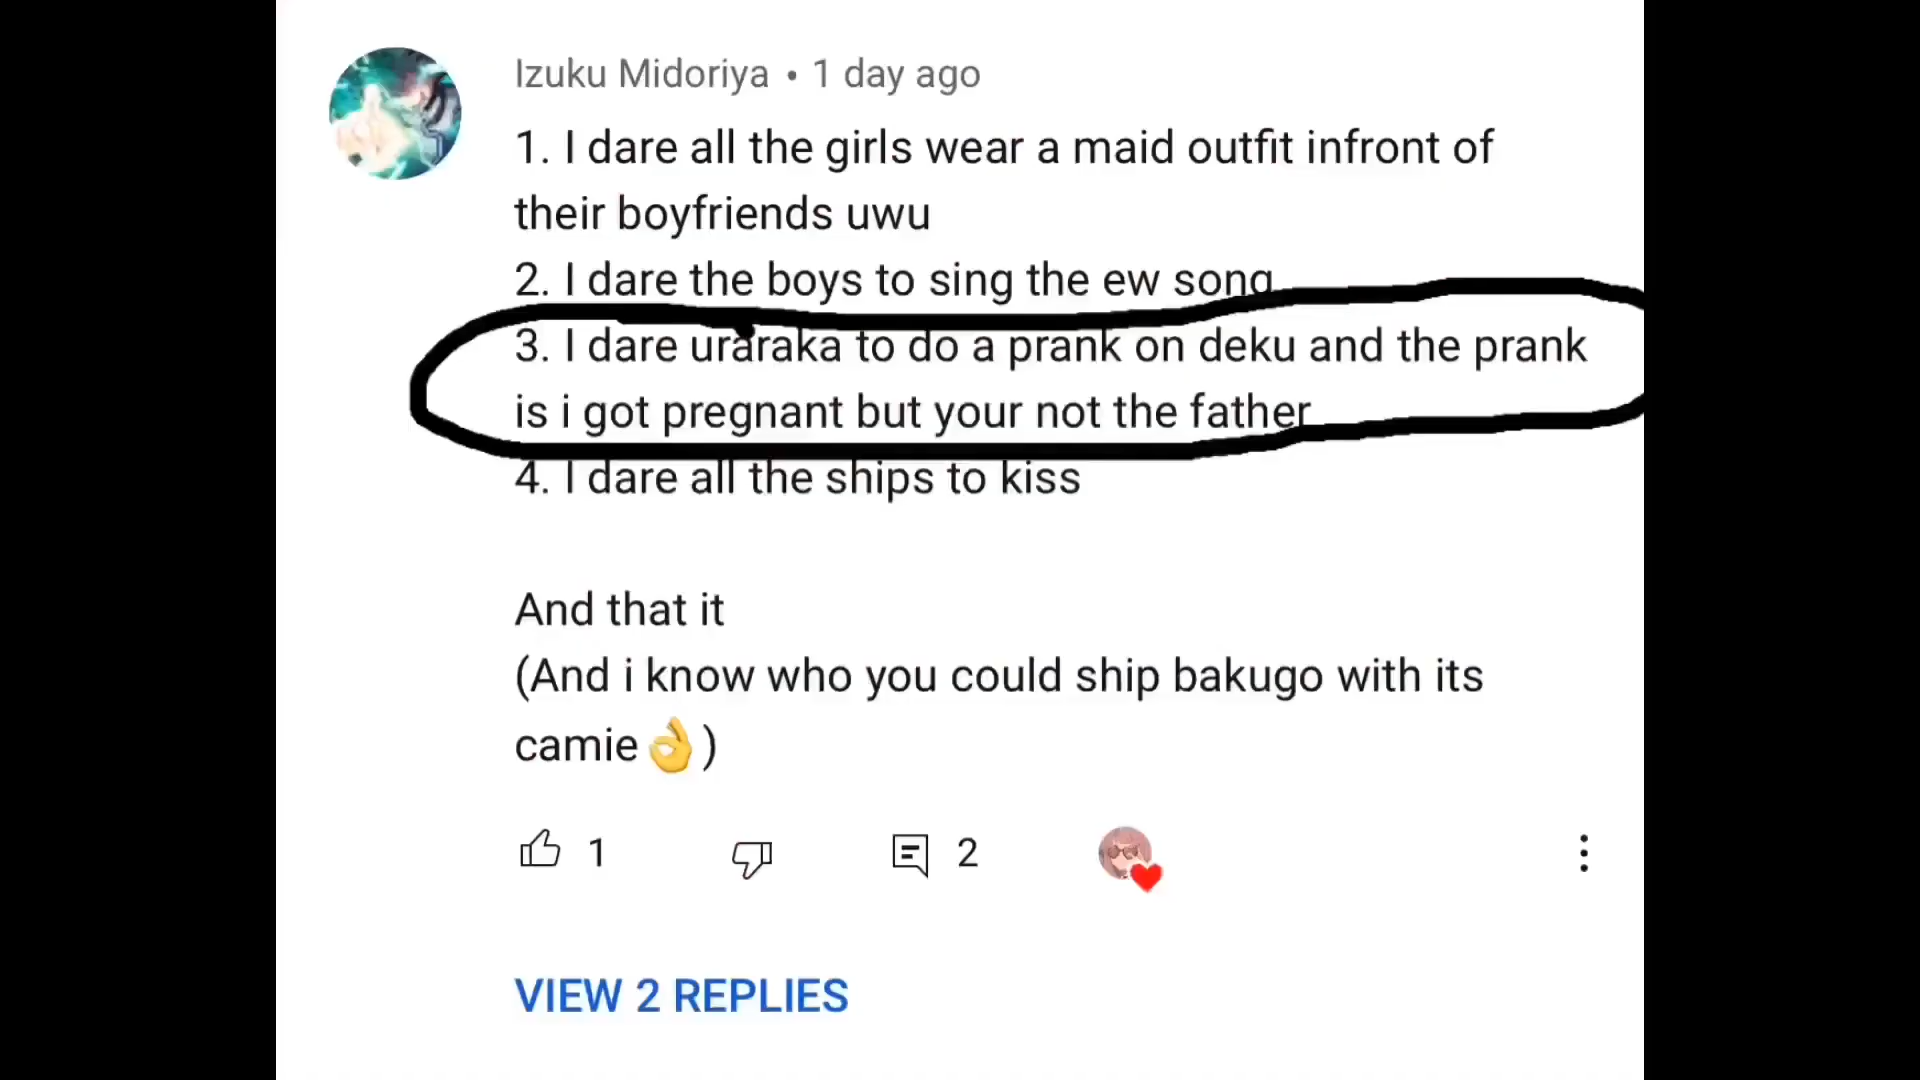 Izuku Midoriya • 1 day ago
1. I dare all the girls wear a maid outfit infront of
their boyfriends uwu
2. I dare the boys to sing the ew song
3. I dare uraraka to do a prank on deku and the prank
is i got pregnant but your not the father
4. I dare all the ships to kiss
And that it
(And i know who you could ship bakugo with its
camie👌)
1 2
VIEW 2 REPLIES